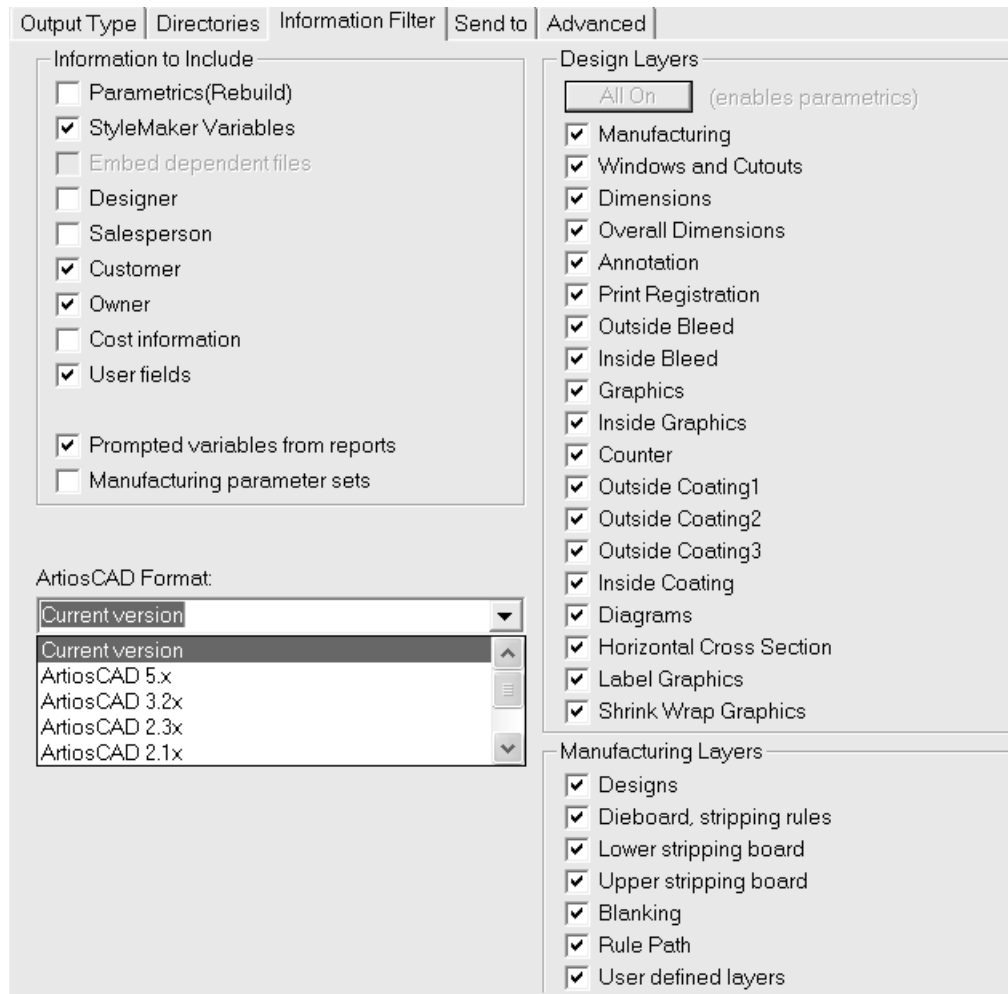 Output Type Directories Information Filter Send to Advanced
Information to Include
Parametrics(Rebuild)
StyleMaker Variables
Embed dependent files
Designer
Salesperson
Customer
Owner
Cost information
User fields
Prompted variables from reports
Manufacturing parameter sets
ArtiosCAD Format:
Current version
Current version
ArtiosCAD 5.x
ArtiosCAD 3.2x
ArtiosCAD 2.3x
ArtiosCAD 2.1x
Design Layers
All On (enables parametrics)
Manufacturing
Windows and Cutouts
Dimensions
Overall Dimensions
Annotation
Print Registration
Outside Bleed
Inside Bleed
Graphics
Inside Graphics
Counter
Outside Coating1
Outside Coating2
Outside Coating3
Inside Coating
Diagrams
Horizontal Cross Section
Label Graphics
Shrink Wrap Graphics
Manufacturing Layers
Designs
Dieboard, stripping rules
Lower stripping board
Upper stripping board
Blanking
Rule Path
User defined layers